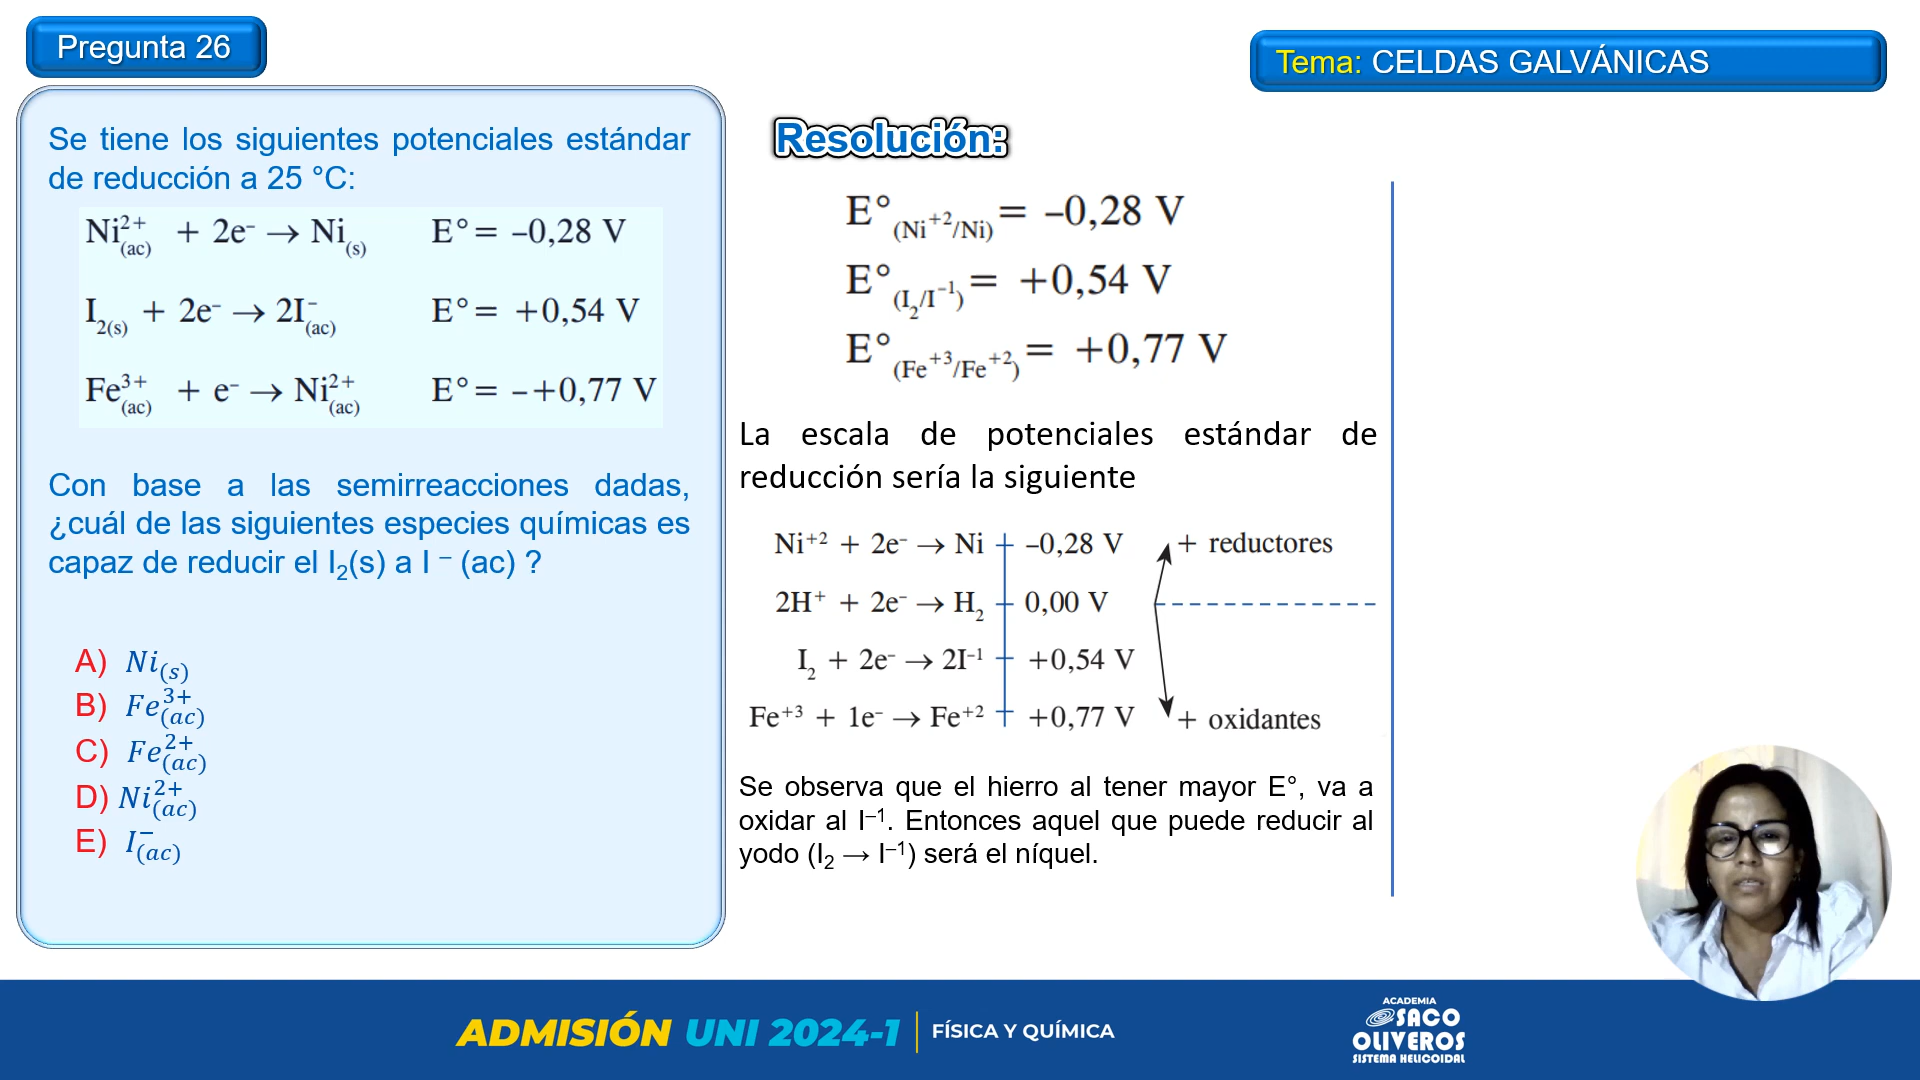 Pregunta 26
Tema: CELDAS GALVÁNICAS
Se tiene los siguientes potenciales estándar
de reducción a 25 °C:
Ni²⁺(ac) + 2e⁻ → Ni(s) E° = –0,28 V
I₂(s) + 2e⁻ → 2I⁻(ac) E° = +0,54 V
Fe³⁺(ac) + e⁻ → Ni²⁺(ac) E° = –+0,77 V
Con base a las semirreacciones dadas,
¿cuál de las siguientes especies químicas es
capaz de reducir el I₂(s) a I ⁻ (ac) ?
A) Ni(s)
B) Fe³⁺(ac)
C) Fe²⁺(ac)
D) Ni²⁺(ac)
E) I⁻(ac)
Resolución:
E°(Ni⁺²/Ni) = –0,28 V
E°(I₂/I⁻¹) = +0,54 V
E°(Fe⁺³/Fe⁺²) = +0,77 V
La escala de potenciales estándar de
reducción sería la siguiente
Ni⁺² + 2e⁻ → Ni –0,28 V + reductores
2H⁺ + 2e⁻ → H₂ 0,00 V
I₂ + 2e⁻ → 2I⁻¹ +0,54 V
Fe⁺³ + 1e⁻ → Fe⁺² +0,77 V + oxidantes
Se observa que el hierro al tener mayor E°, va a
oxidar al I⁻¹. Entonces aquel que puede reducir al
yodo (I₂ → I⁻¹) será el níquel.
ADMISIÓN UNI 2024-1 | FÍSICA Y QUÍMICA
ACADEMIA
SACO
OLIVEROS
SISTEMA HELICOIDAL